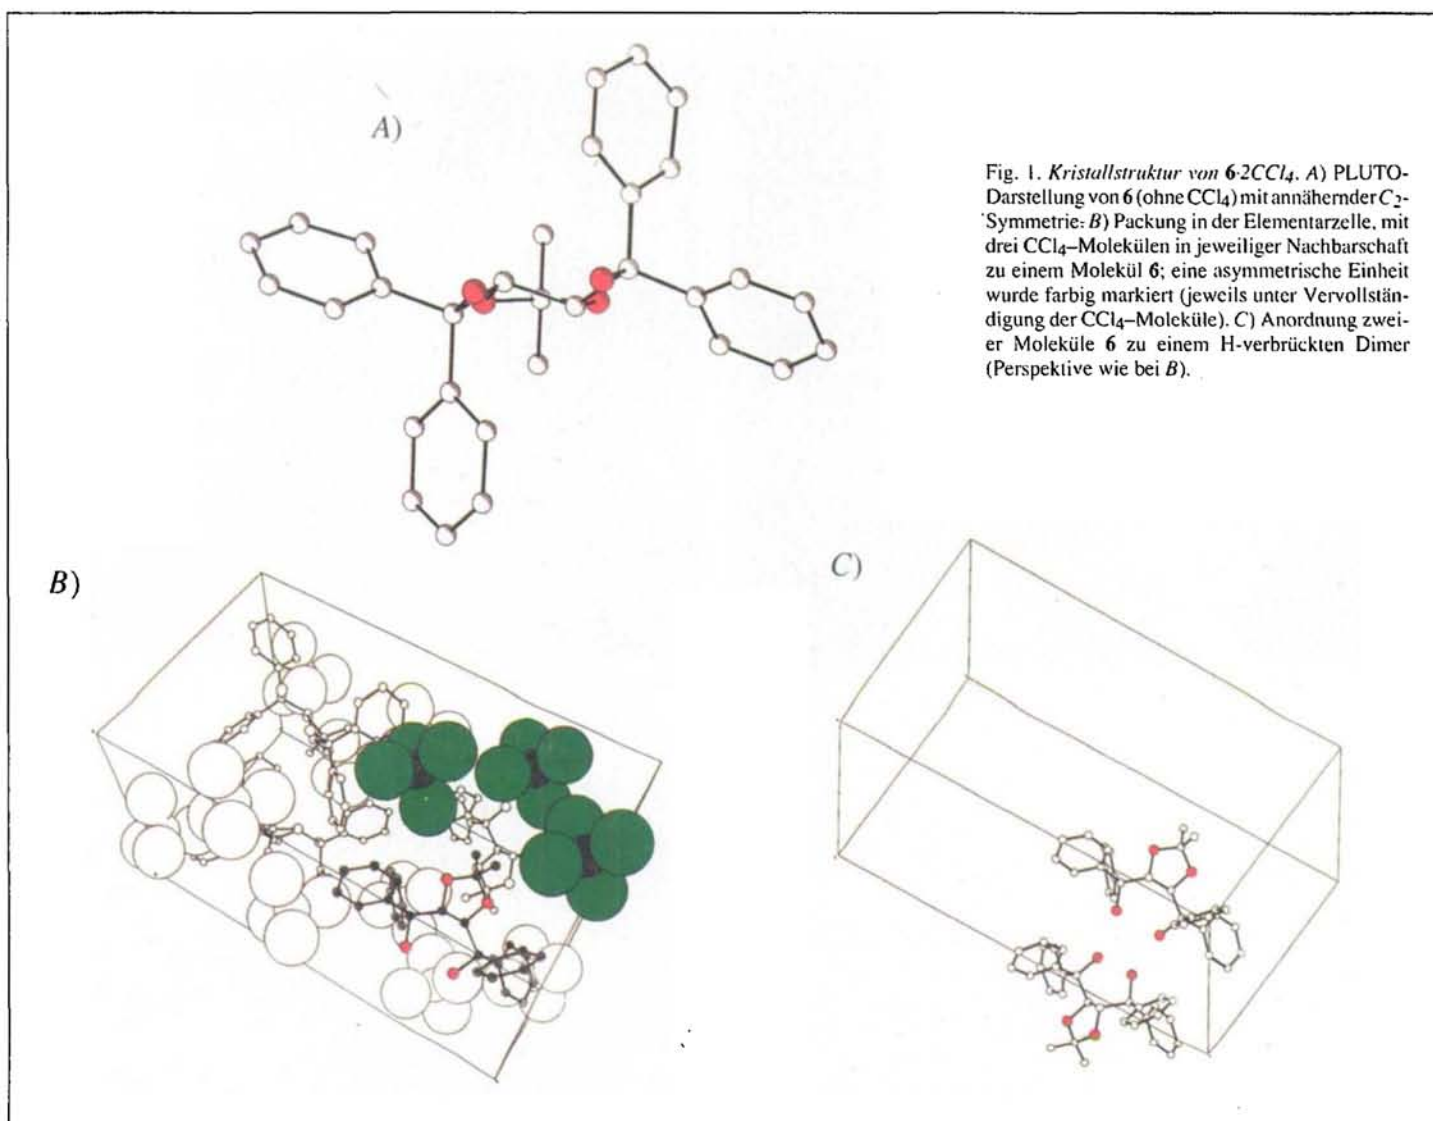 A)
Fig. 1. Kristallstruktur von 6·2CCl₄. A) PLUTO-
Darstellung von 6 (ohne CCl₄) mit annähernder C₂-
Symmetrie. B) Packung in der Elementarzelle, mit
drei CCl₄–Molekülen in jeweiliger Nachbarschaft
zu einem Molekül 6; eine asymmetrische Einheit
wurde farbig markiert (jeweils unter Vervollstän-
digung der CCl₄–Moleküle). C) Anordnung zwei-
er Moleküle 6 zu einem H-verbrückten Dimer
(Perspektive wie bei B).
B)
C)